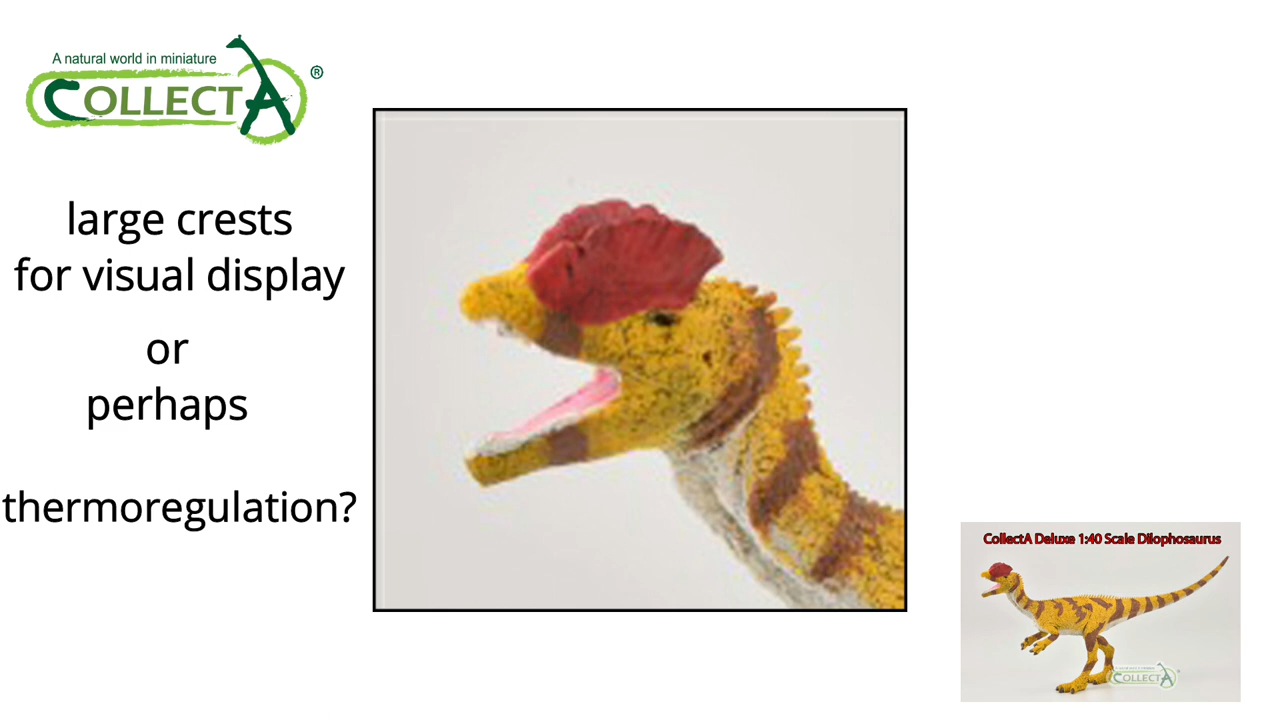 A natural world in miniature
COLLECTA®
large crests
for visual display
or
perhaps
thermoregulation?
CollectA Deluxe 1:40 Scale Dilophosaurus
COLLECTA